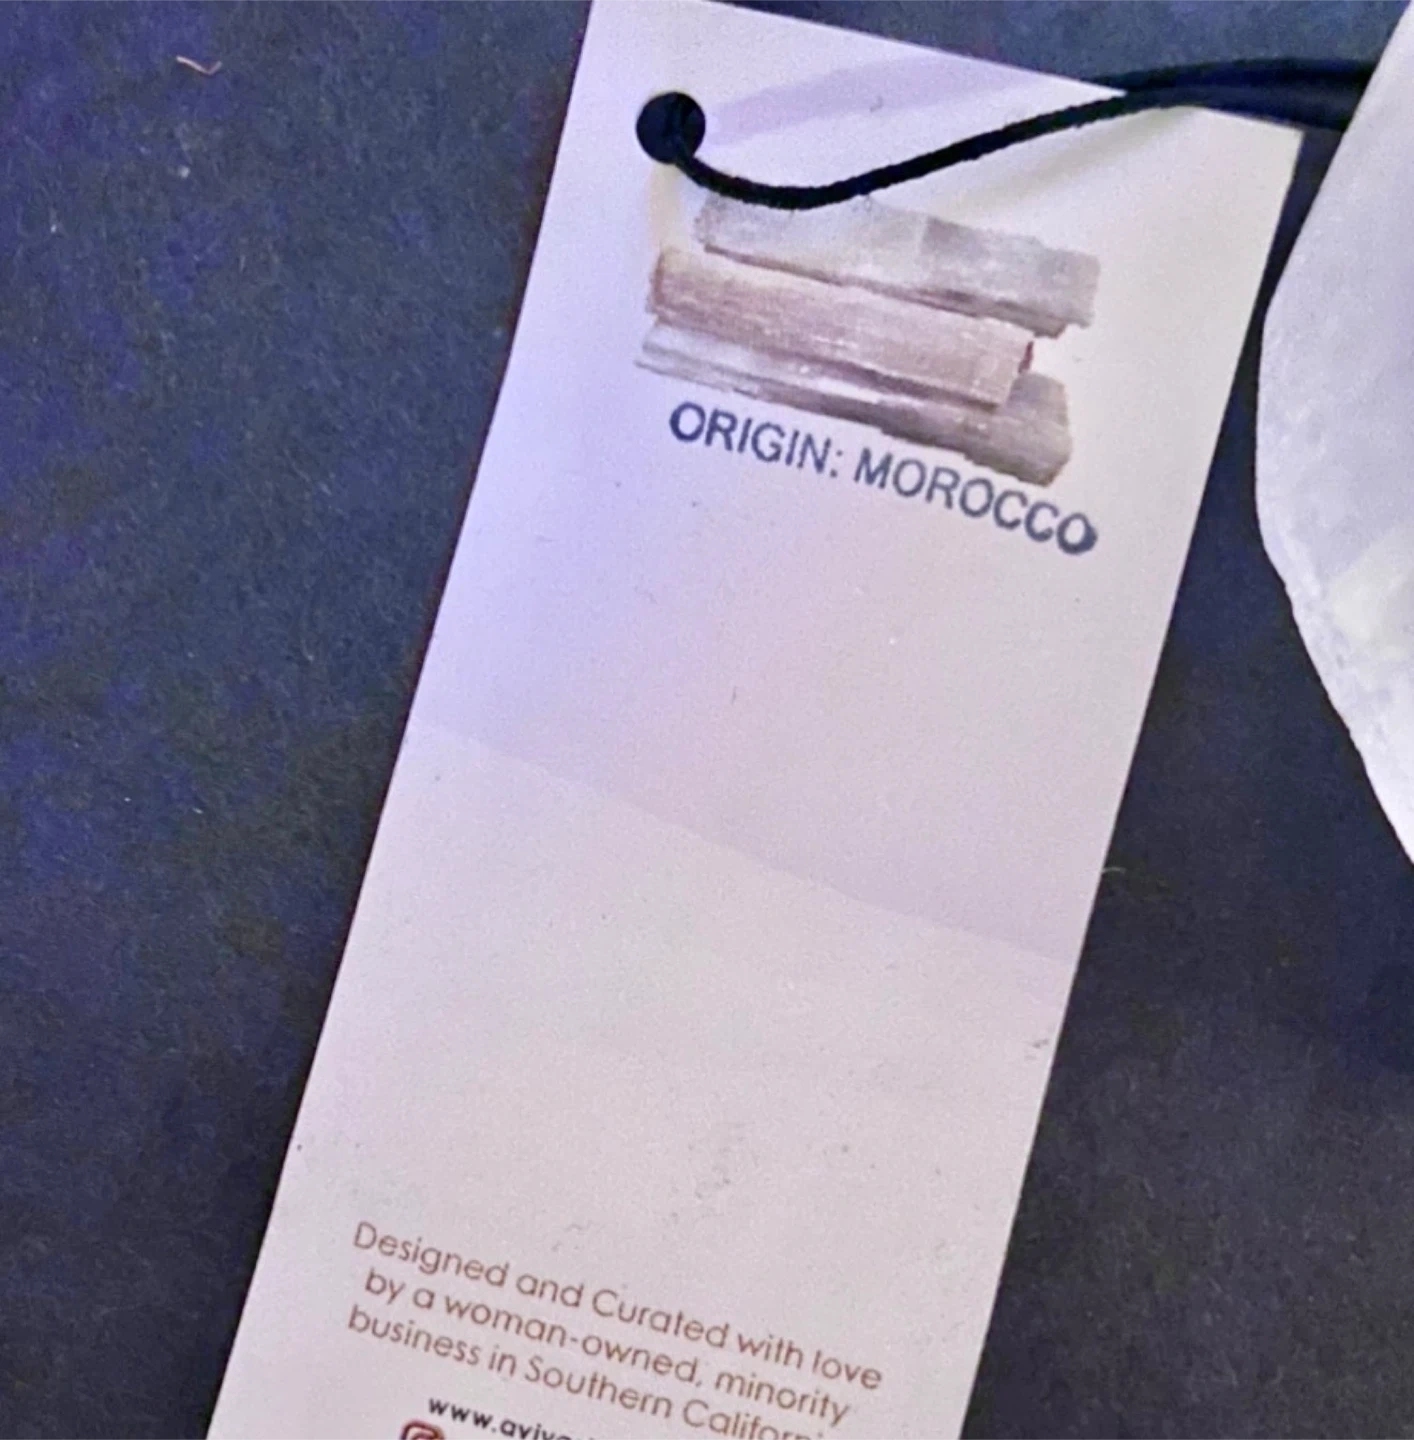 ORIGIN: MOROCCO
Designed and Curated with love
by a woman-owned, minority
business in Southern